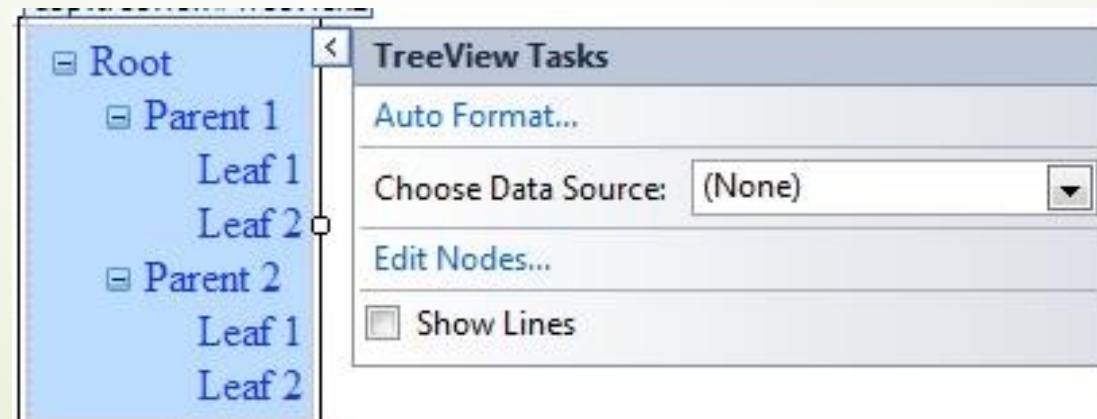 Root
Parent 1
Leaf 1
Leaf 2
Parent 2
Leaf 1
Leaf 2
TreeView Tasks
Auto Format...
Choose Data Source: (None)
Edit Nodes...
Show Lines